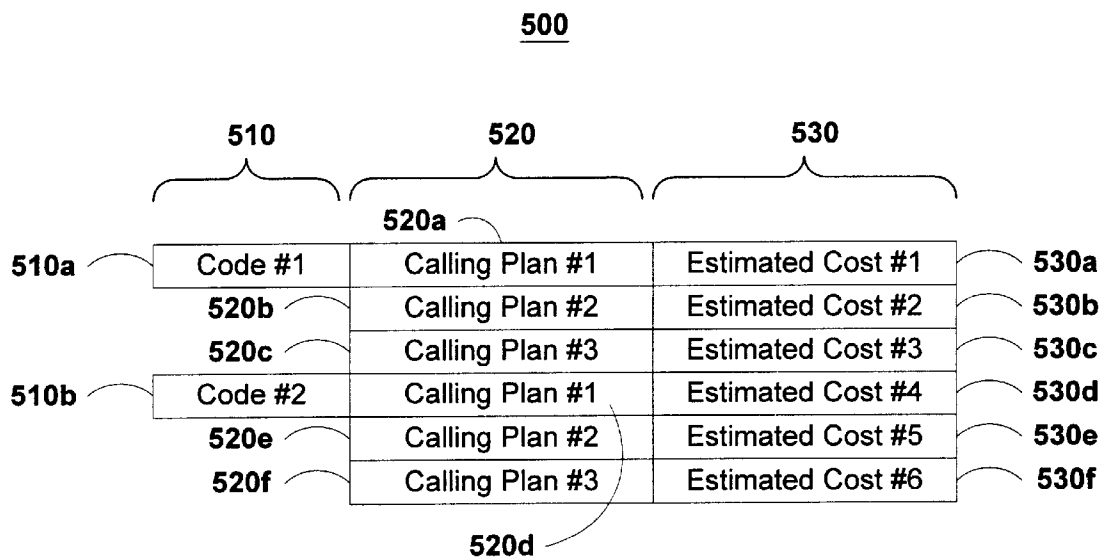 500
510 520 530
520a
510a Code #1 Calling Plan #1 Estimated Cost #1 530a
520b Calling Plan #2 Estimated Cost #2 530b
520c Calling Plan #3 Estimated Cost #3 530c
510b Code #2 Calling Plan #1 Estimated Cost #4 530d
520e Calling Plan #2 Estimated Cost #5 530e
520f Calling Plan #3 Estimated Cost #6 530f
520d